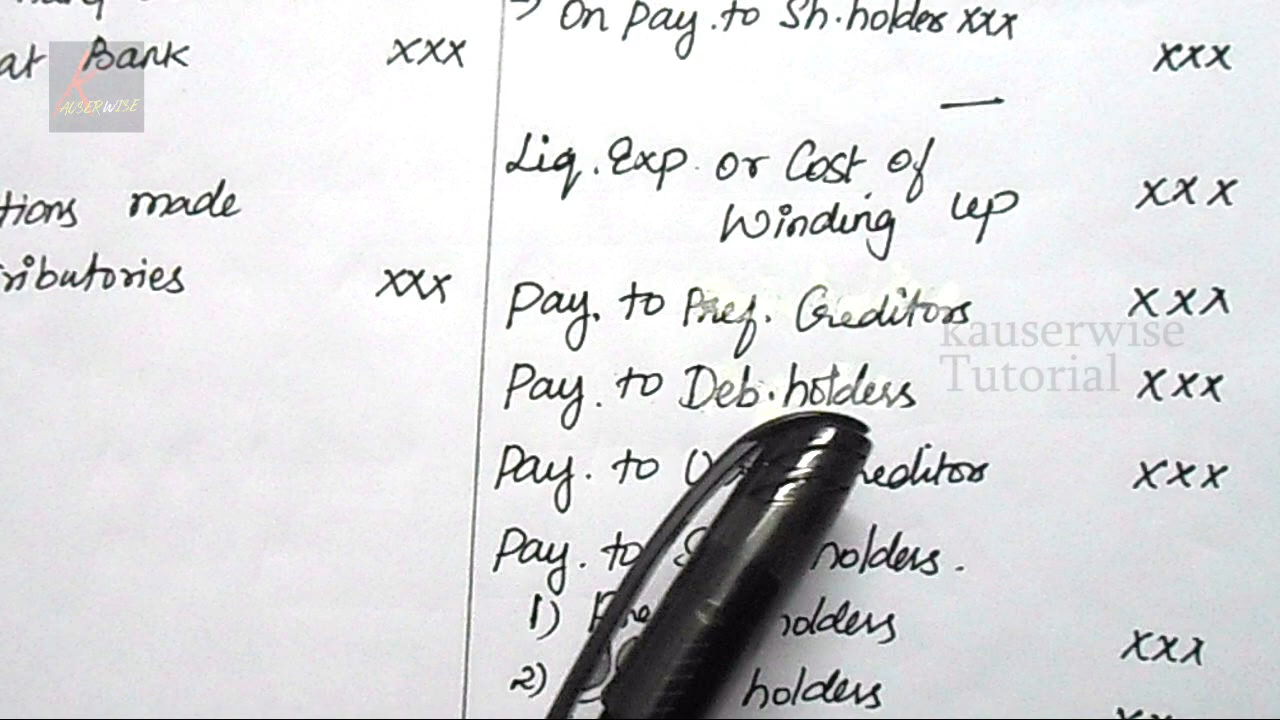 at Bank xxx
AUSERWISE
tions made
ributories xxx
On pay. to Sh.holders xxx
xxx
Liq. Exp. or Cost of
Winding up xxx
Pay. to Pref. Creditors xxx
kauserwise
Tutorial
Pay. to Deb.holders xxx
Pay. to reditors xxx
Pay. to holders.
1) holders xxx
2) holders